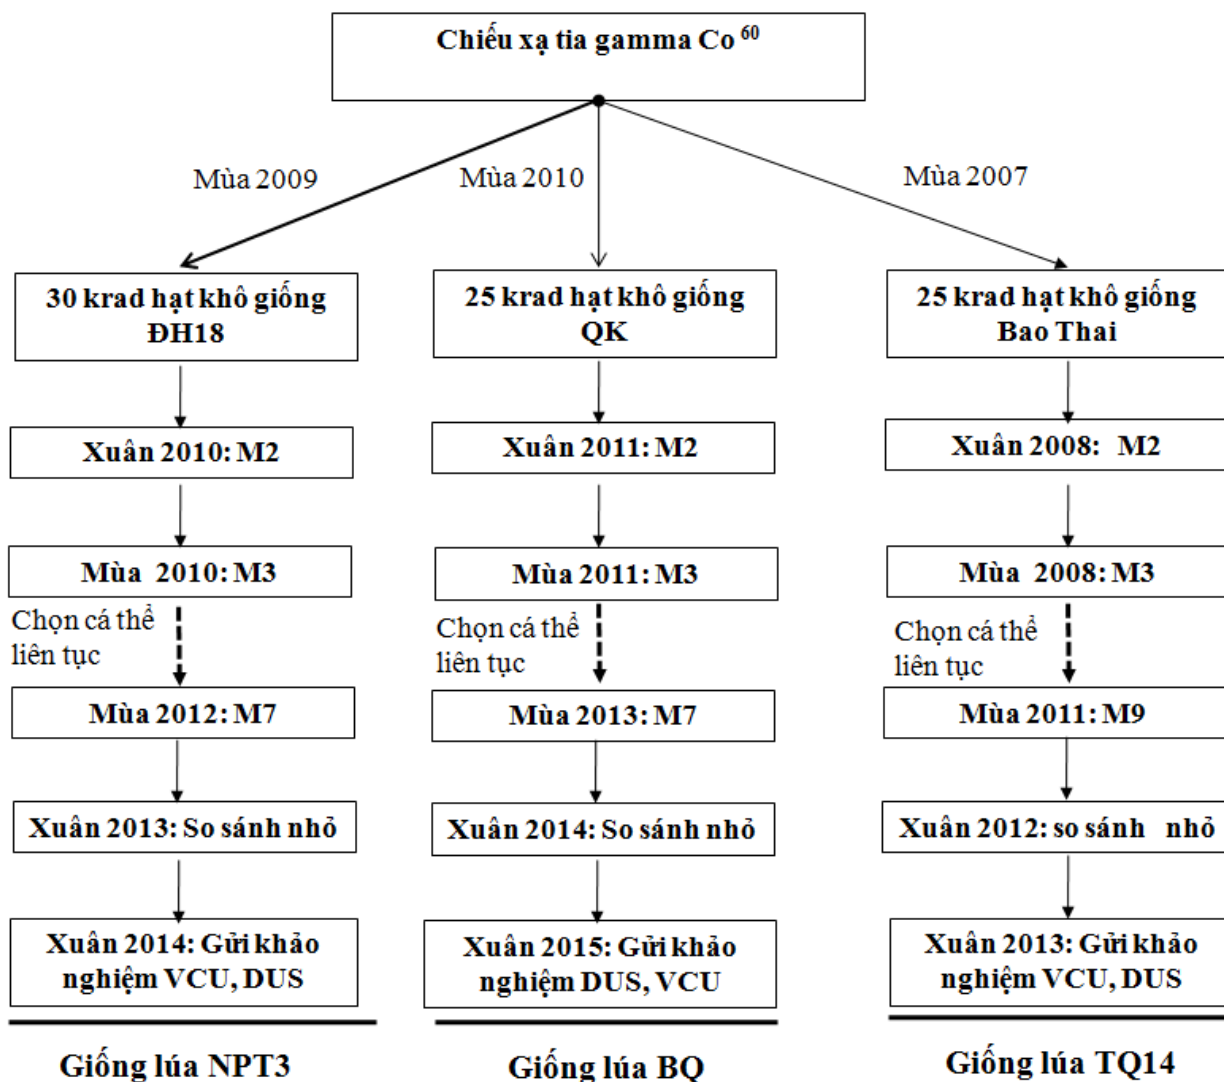 Chiếu xạ tia gamma Co 60
Mùa 2009
Mùa 2010
Mùa 2007
30 krad hạt khô giống
ĐH18
25 krad hạt khô giống
QK
25 krad hạt khô giống
Bao Thai
Xuân 2010: M2
Xuân 2011: M2
Xuân 2008: M2
Mùa 2010: M3
Mùa 2011: M3
Mùa 2008: M3
Chọn cá thể
liên tục
Chọn cá thể
liên tục
Chọn cá thể
liên tục
Mùa 2012: M7
Mùa 2013: M7
Mùa 2011: M9
Xuân 2013: So sánh nhỏ
Xuân 2014: So sánh nhỏ
Xuân 2012: so sánh nhỏ
Xuân 2014: Gửi khảo
nghiệm VCU, DUS
Xuân 2015: Gửi khảo
nghiệm DUS, VCU
Xuân 2013: Gửi khảo
nghiệm VCU, DUS
Giống lúa NPT3
Giống lúa BQ
Giống lúa TQ14